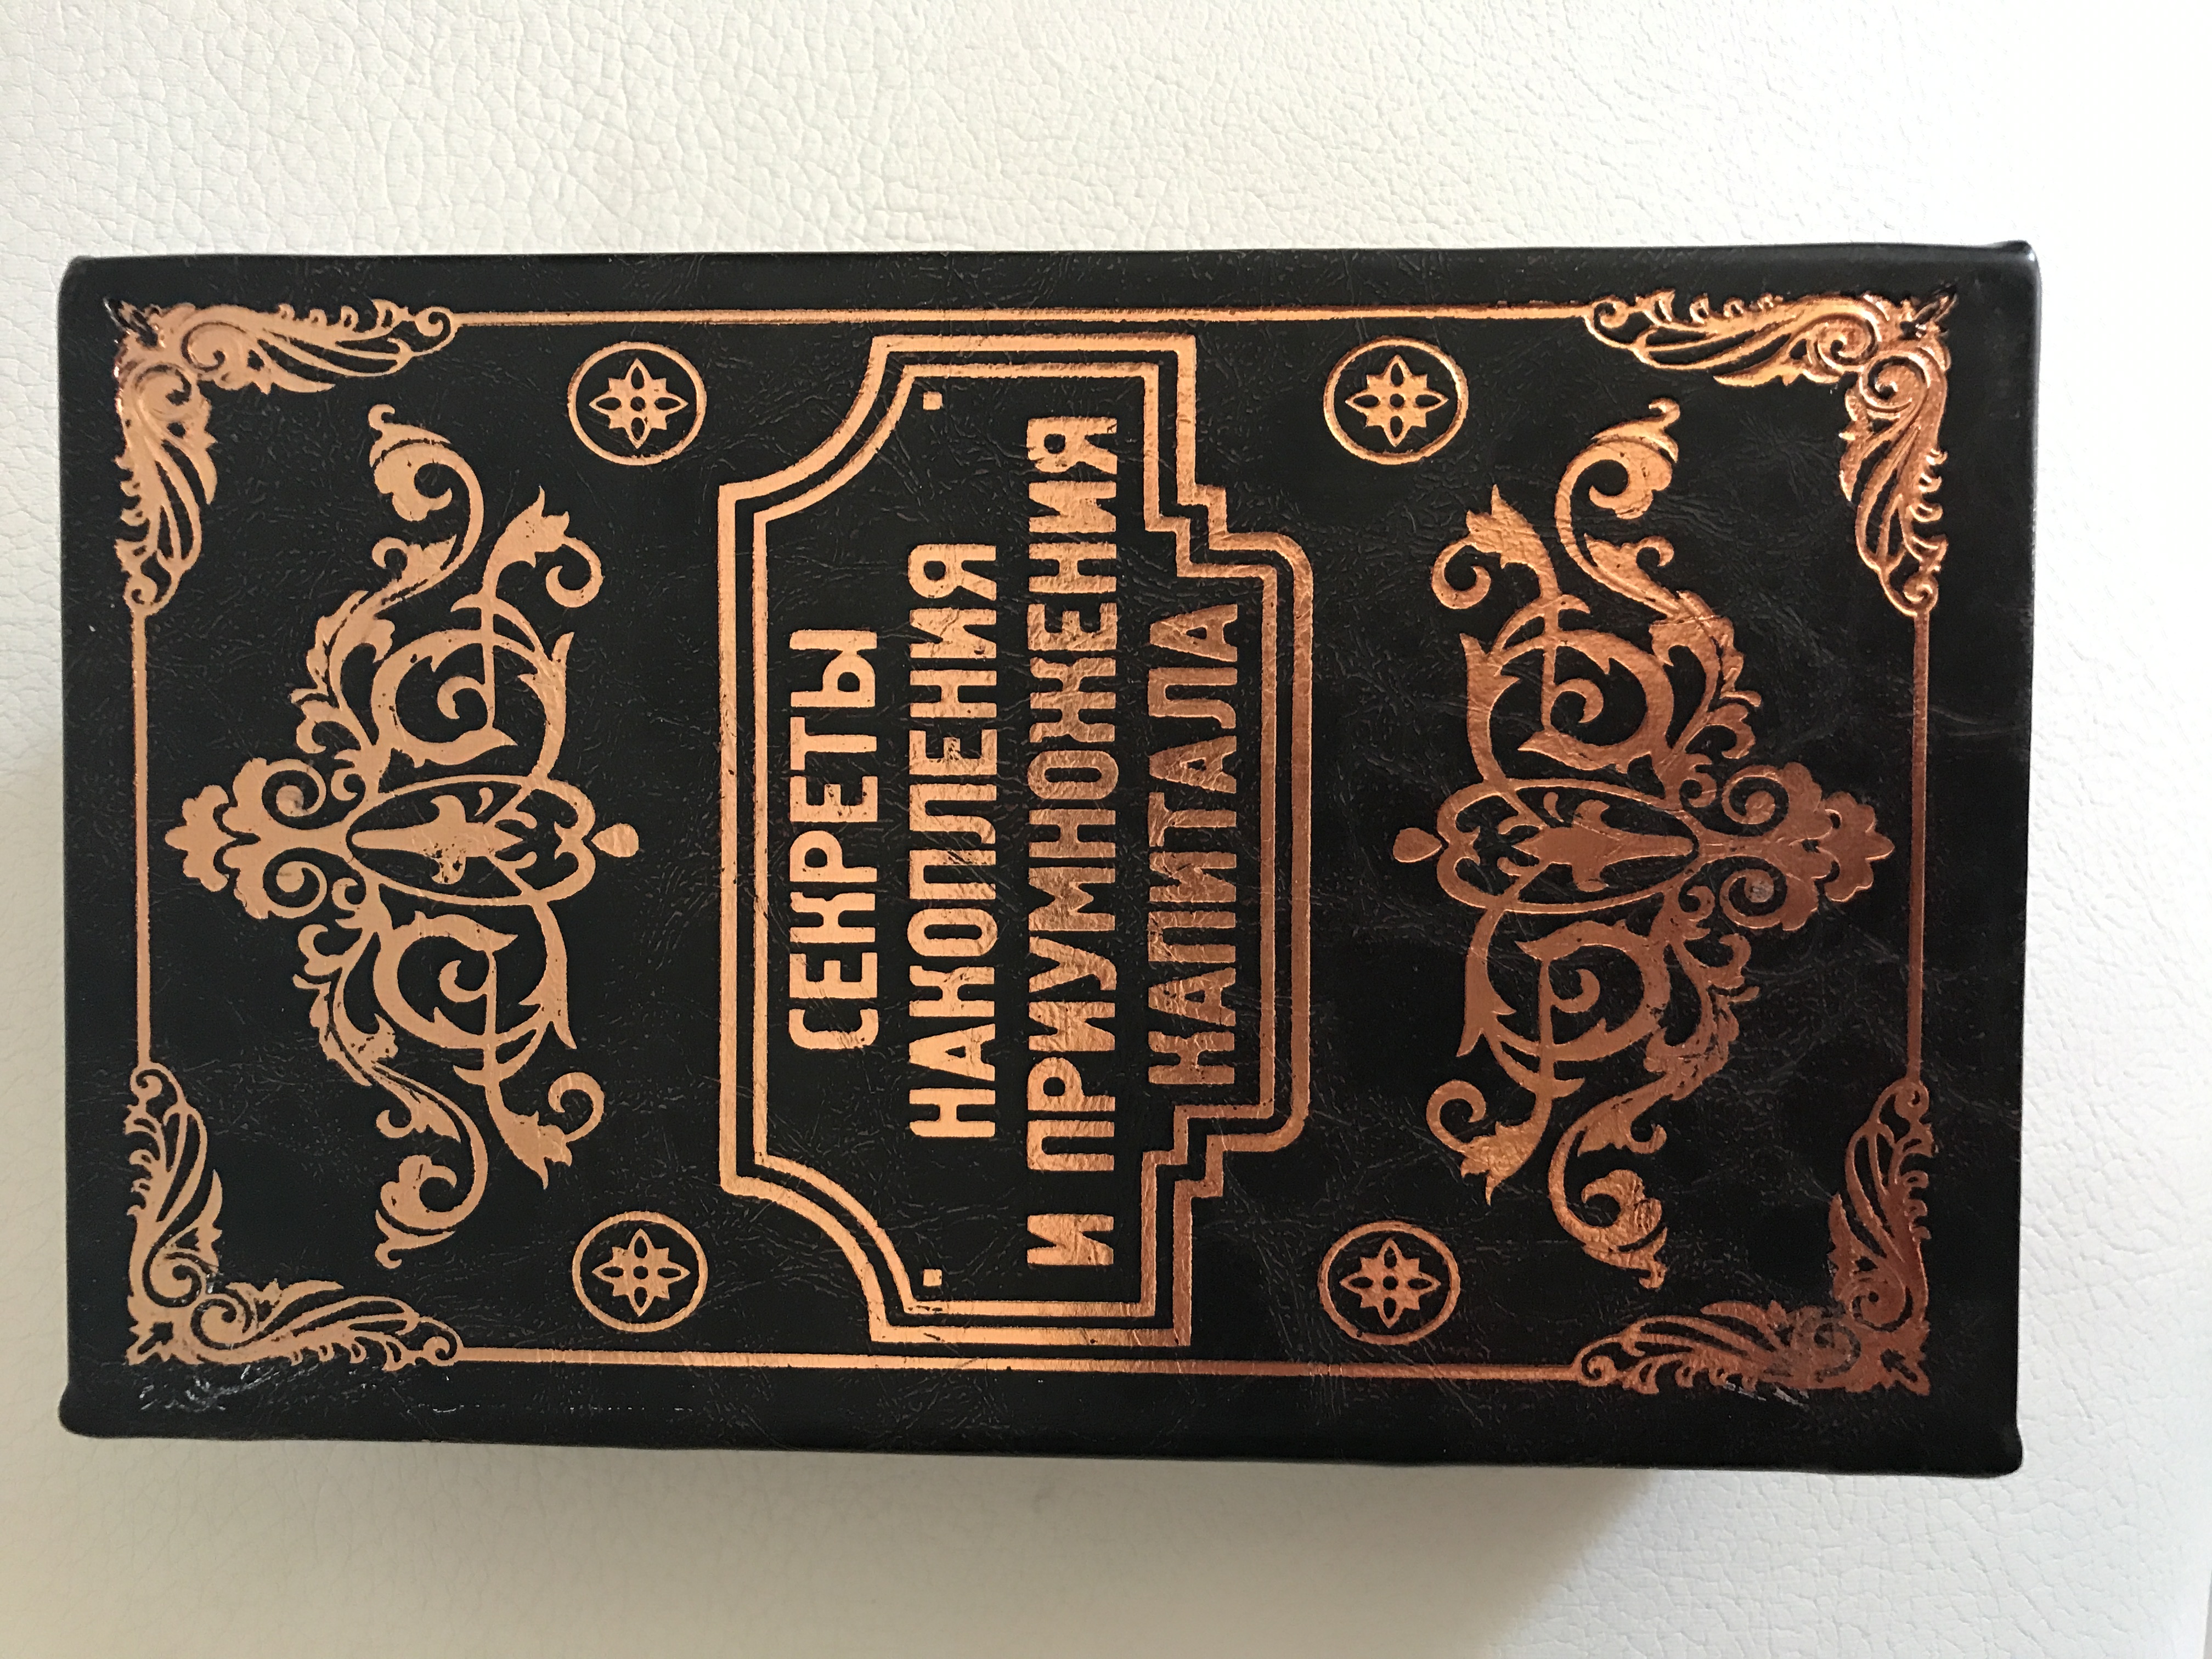 СЕКРЕТЫ
НАКОПЛЕНИЯ
И ПРИУМНОЖЕНИЯ
КАПИТАЛА